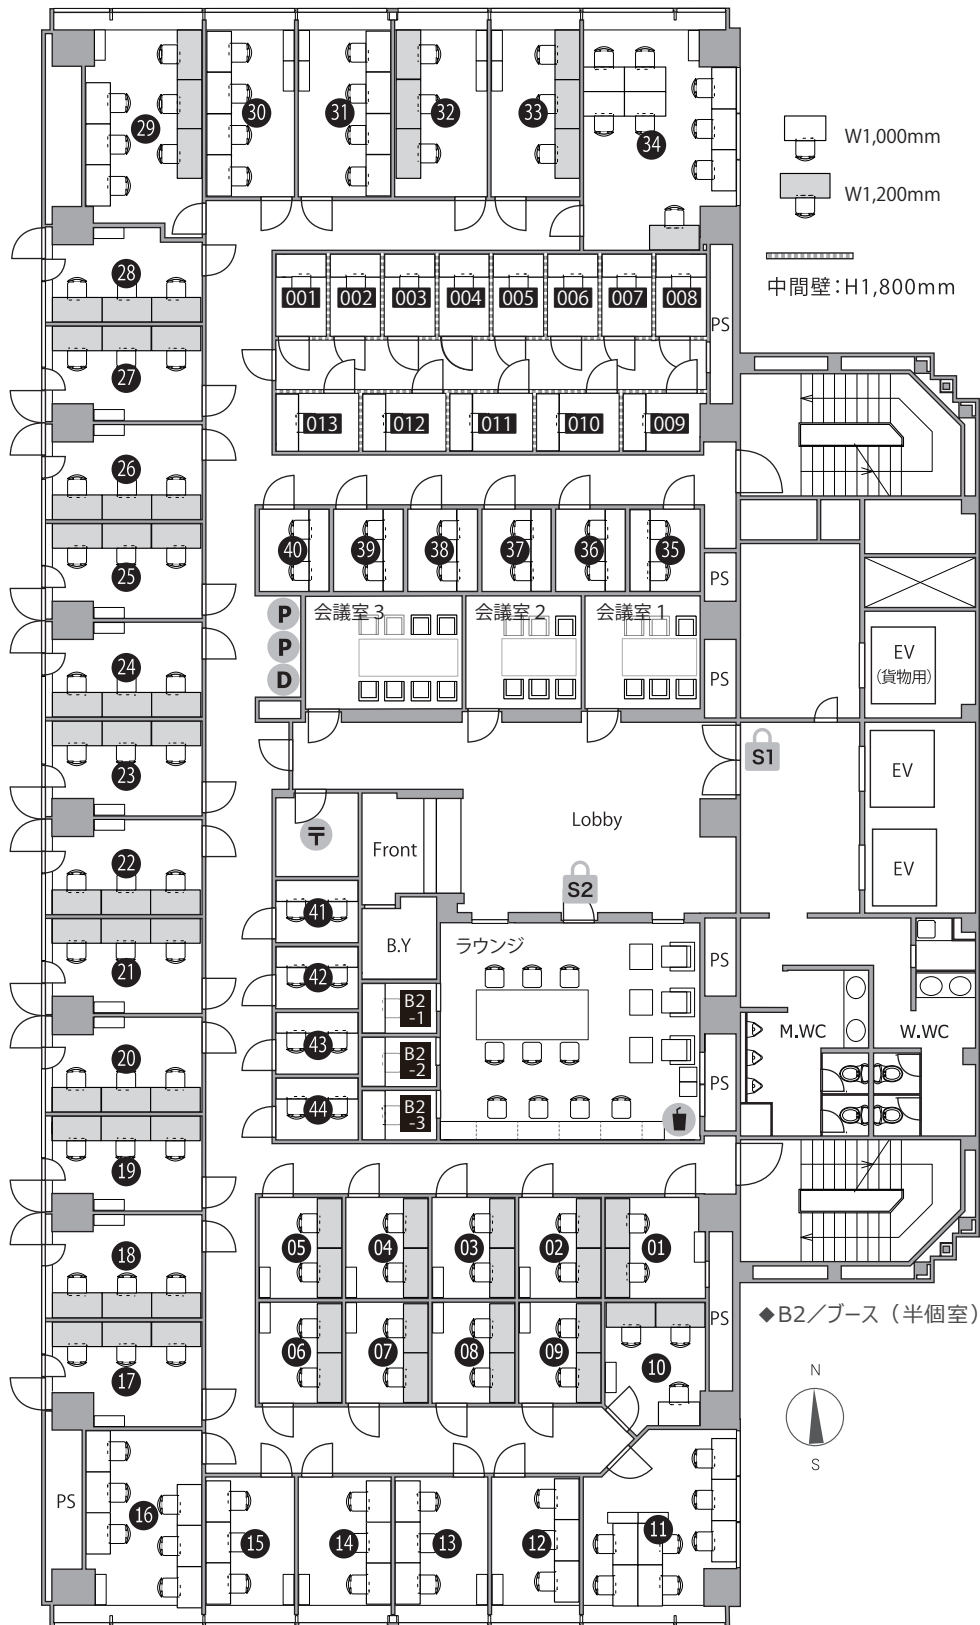 29
30
31
32
33
34
W1,000mm
W1,200mm
中間壁：H1,800mm
28
27
26
25
24
23
22
21
20
19
18
17
001
002
003
004
005
006
007
008
PS
013
012
011
010
009
40
39
38
37
36
35
PS
P
P
D
会議室3
会議室2
会議室1
PS
EV
(貨物用)
S1
EV
EV
〒
Front
Lobby
S2
41
42
43
44
B.Y
ラウンジ
B2
-1
B2
-2
B2
-3
PS
PS
M.WC
W.WC
05
04
03
02
01
06
07
08
09
10
PS
◆B2／ブース（半個室）
N
S
PS
16
15
14
13
12
11